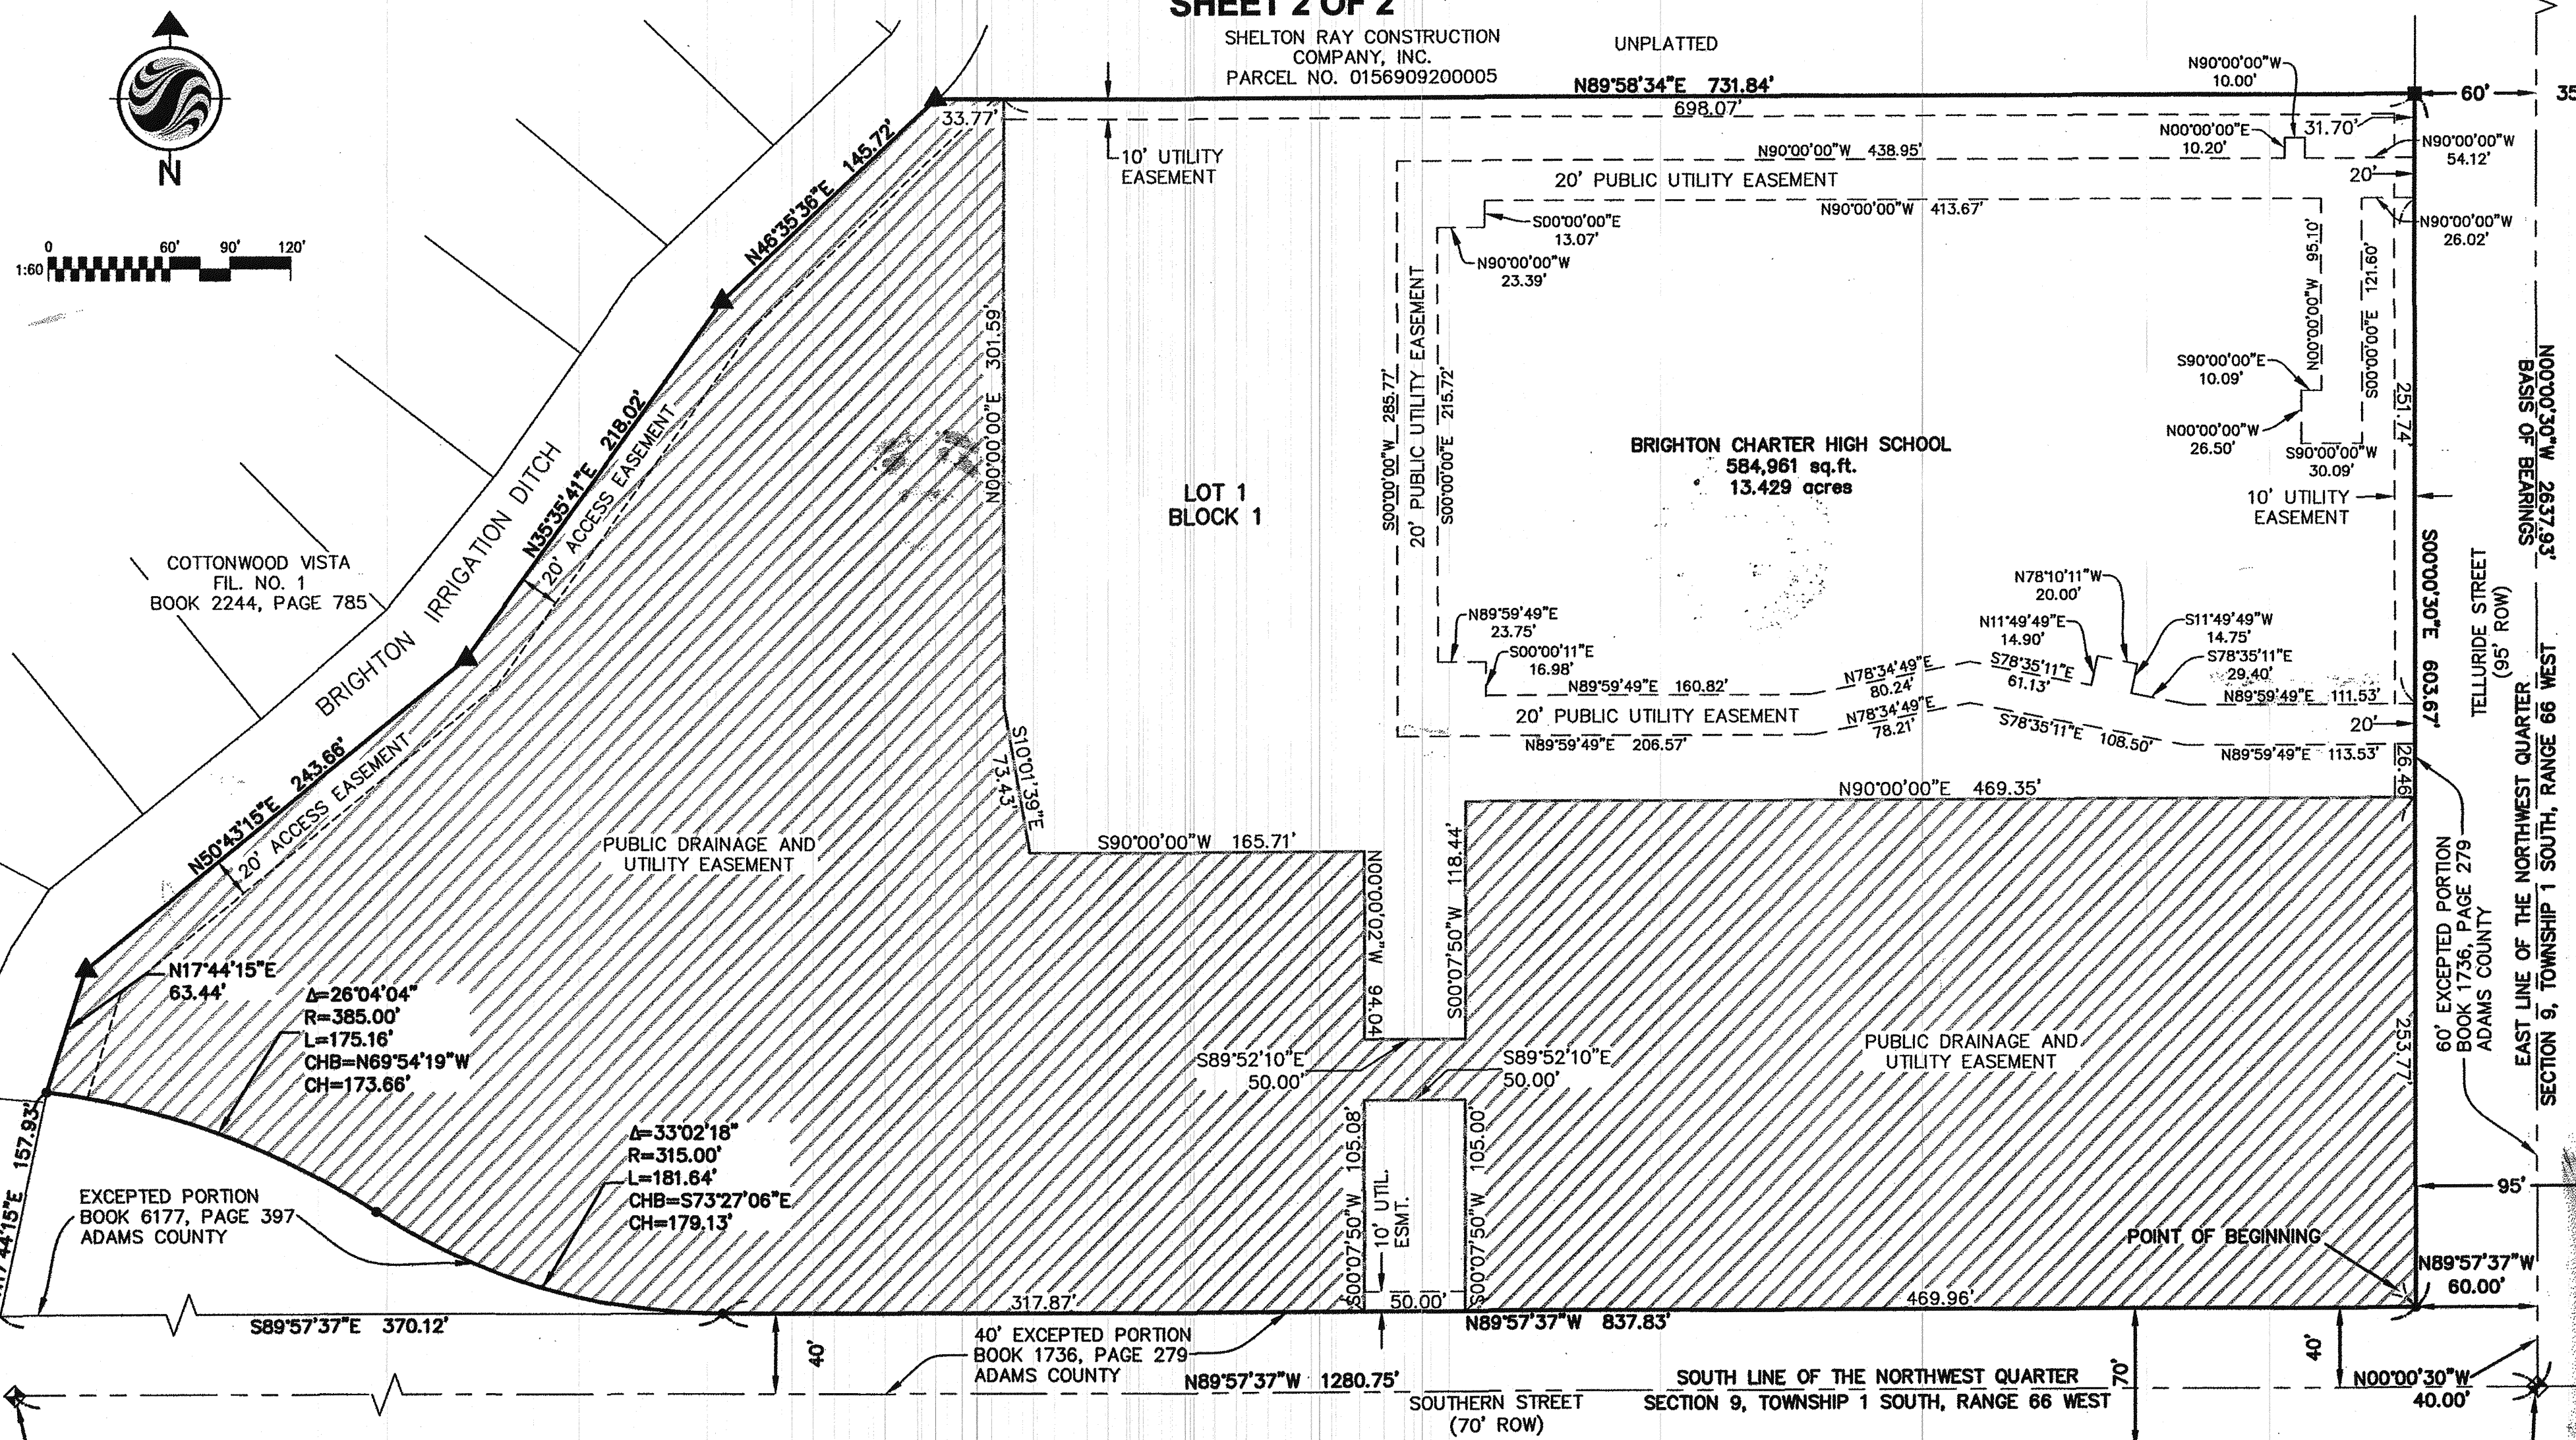 SHEET 2 OF 2
SHELTON RAY CONSTRUCTION
COMPANY, INC.
PARCEL NO. 0156909200005
UNPLATTED
N89°58'34"E 731.84'
698.07'
33.77'
N90°00'00"W
10.00'
60'
35
N00°00'00"E
10.20'
31.70'
N90°00'00"W
54.12'
N
0 60' 90' 120'
1:60
10' UTILITY
EASEMENT
N90°00'00"W 438.95'
20' PUBLIC UTILITY EASEMENT
20'
N90°00'00"W 413.67'
N90°00'00"W
26.02'
S00°00'00"E
13.07'
N90°00'00"W
23.39'
N46°35'36"E 145.72'
N35°35'41"E 218.02'
20' ACCESS EASEMENT
N50°43'15"E 243.66'
20' ACCESS EASEMENT
BRIGHTON IRRIGATION DITCH
COTTONWOOD VISTA
FIL. NO. 1
BOOK 2244, PAGE 785
N00°00'00"E 301.59'
LOT 1
BLOCK 1
S00°00'00"W 285.77'
20' PUBLIC UTILITY EASEMENT
S00°00'00"E 215.72'
BRIGHTON CHARTER HIGH SCHOOL
584,961 sq.ft.
13.429 acres
N00°00'00"W 95.10'
S00°00'00"E 121.60'
251.74'
S90°00'00"E
10.09'
N00°00'00"W
26.50'
S90°00'00"W
30.09'
10' UTILITY
EASEMENT
N00°00'30"W 2637.93'
BASIS OF BEARINGS
S00°00'30"E 603.67'
TELLURIDE STREET
(95' ROW)
EAST LINE OF THE NORTHWEST QUARTER
SECTION 9, TOWNSHIP 1 SOUTH, RANGE 66 WEST
N89°59'49"E
23.75'
S00°00'11"E
16.98'
N78°10'11"W
20.00'
N11°49'49"E
14.90'
S11°49'49"W
14.75'
S78°35'11"E
29.40'
N89°59'49"E 160.82'
N78°34'49"E
80.24'
S78°35'11"E
61.13'
N89°59'49"E 111.53'
20' PUBLIC UTILITY EASEMENT
N78°34'49"E
78.21'
S78°35'11"E 108.50'
20'
N89°59'49"E 206.57'
N89°59'49"E 113.53'
26.46'
S10°01'39"E
73.43'
N90°00'00"E 469.35'
S90°00'00"W 165.71'
PUBLIC DRAINAGE AND
UTILITY EASEMENT
N00°00'02"W 94.04'
S00°07'50"W 118.44'
60' EXCEPTED PORTION
BOOK 1736, PAGE 279
ADAMS COUNTY
N17°44'15"E
63.44'
Δ=26°04'04"
R=385.00'
L=175.16'
CHB=N69°54'19"W
CH=173.66'
S89°52'10"E
50.00'
S89°52'10"E
50.00'
PUBLIC DRAINAGE AND
UTILITY EASEMENT
253.77'
Δ=33°02'18"
R=315.00'
L=181.64'
CHB=S73°27'06"E
CH=179.13'
S00°07'50"W 105.08'
10' UTIL.
ESMT.
S00°07'50"W 105.00'
95'
157.93'
44'15"E
EXCEPTED PORTION
BOOK 6177, PAGE 397
ADAMS COUNTY
POINT OF BEGINNING
N89°57'37"W
60.00'
317.87'
50.00'
469.96'
S89°57'37"E 370.12'
N89°57'37"W 837.83'
40'
40' EXCEPTED PORTION
BOOK 1736, PAGE 279
ADAMS COUNTY
N89°57'37"W 1280.75'
SOUTH LINE OF THE NORTHWEST QUARTER
SECTION 9, TOWNSHIP 1 SOUTH, RANGE 66 WEST
SOUTHERN STREET
(70' ROW)
70'
40'
N00°00'30"W
40.00'